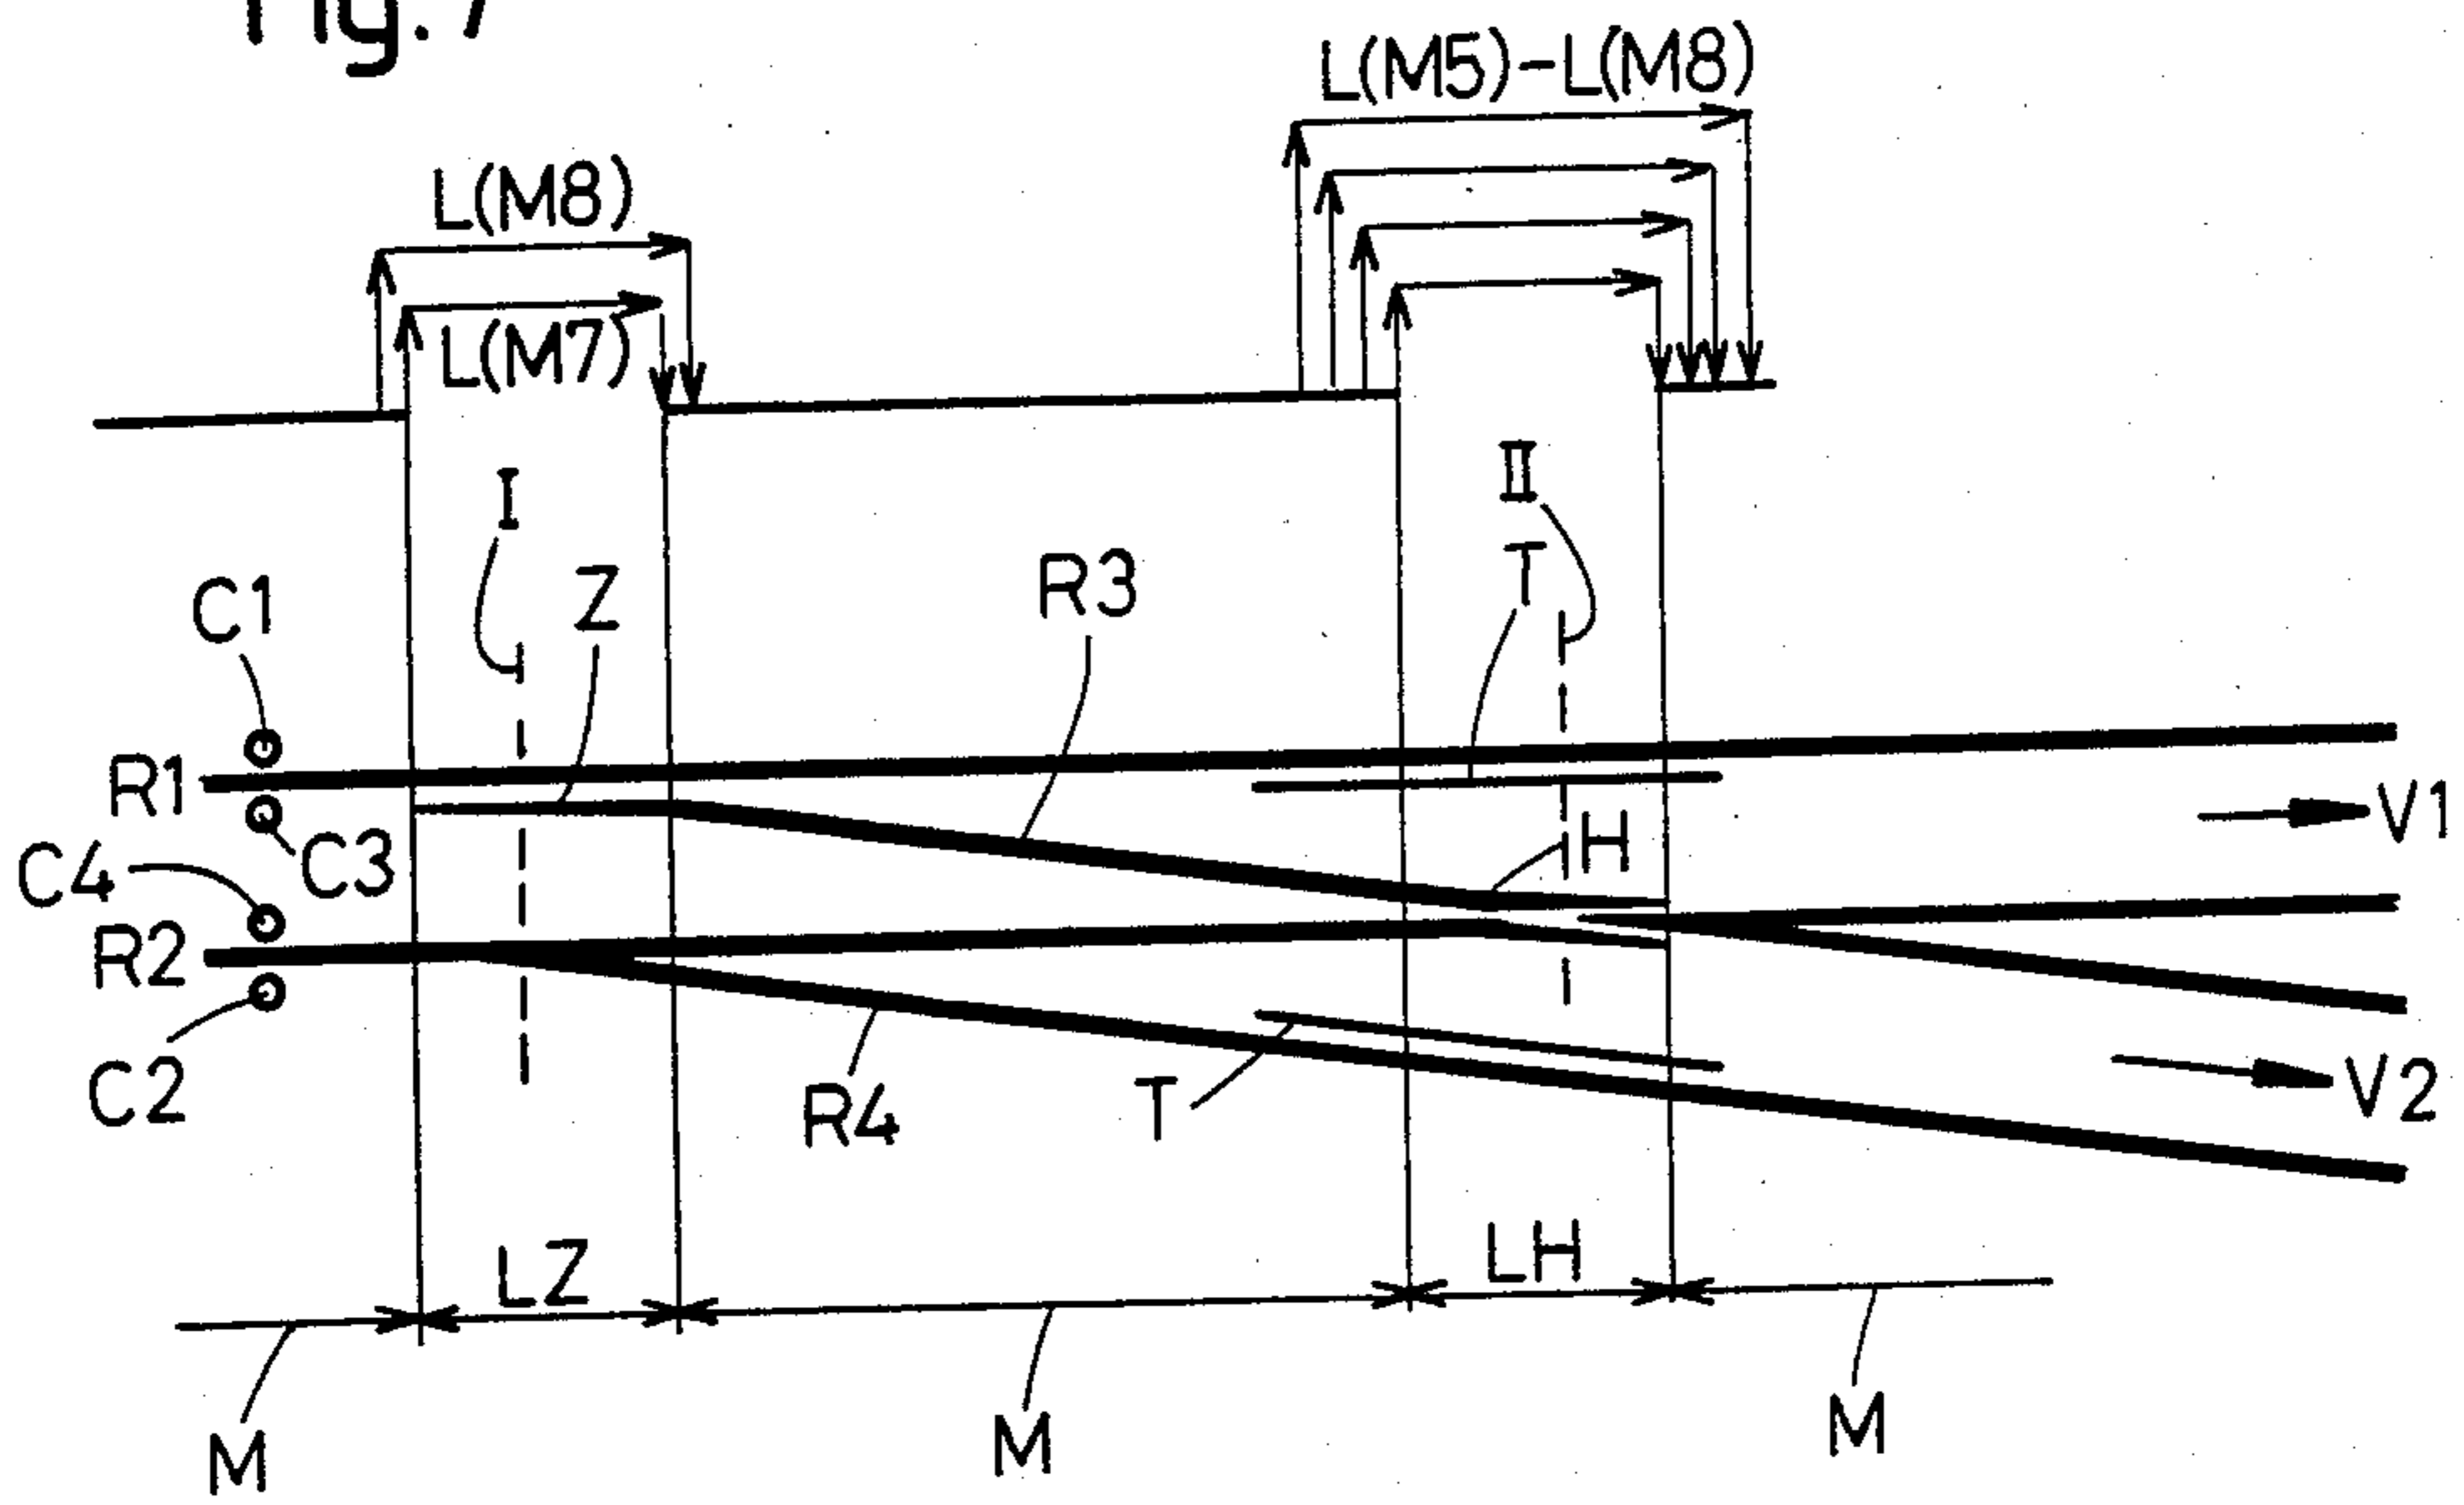 Fig. 7
L(M5)-L(M8)
L(M8)
L(M7)
I
II
C1
Z
R3
T
R1
V1
C4
C3
H
R2
C2
R4
T
V2
LZ
LH
M
M
M